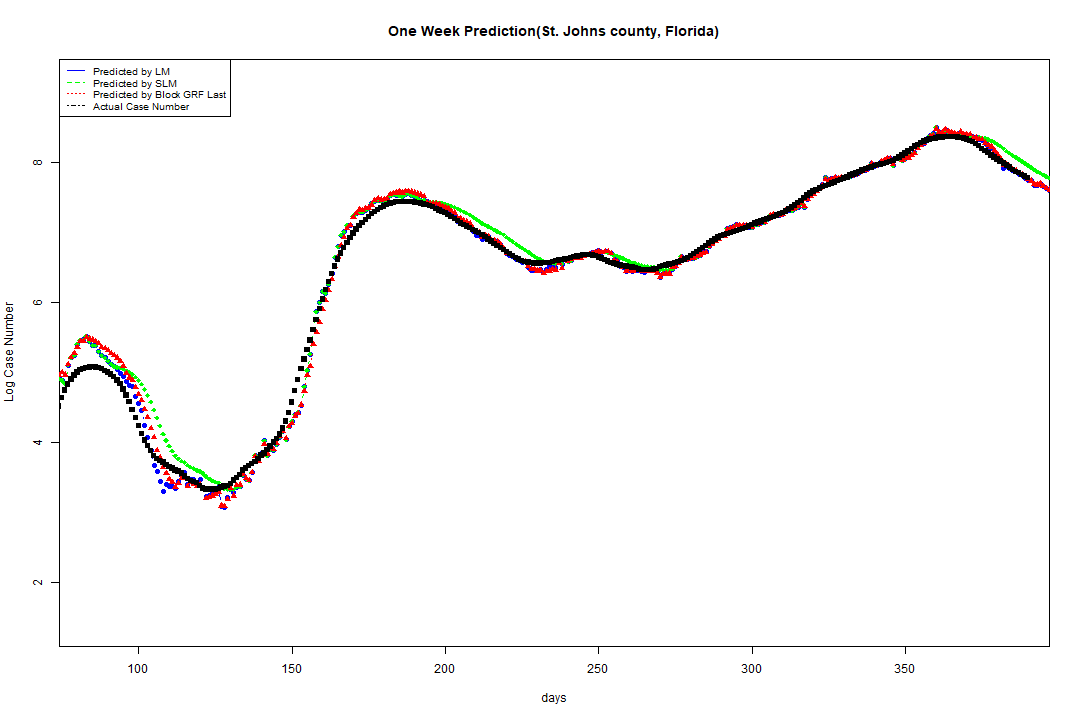 One Week Prediction(St. Johns county, Florida)
Predicted by LM
Predicted by SLM
Predicted by Block GRF Last
Actual Case Number
8
6
4
2
Log Case Number
100 150 200 250 300 350
days